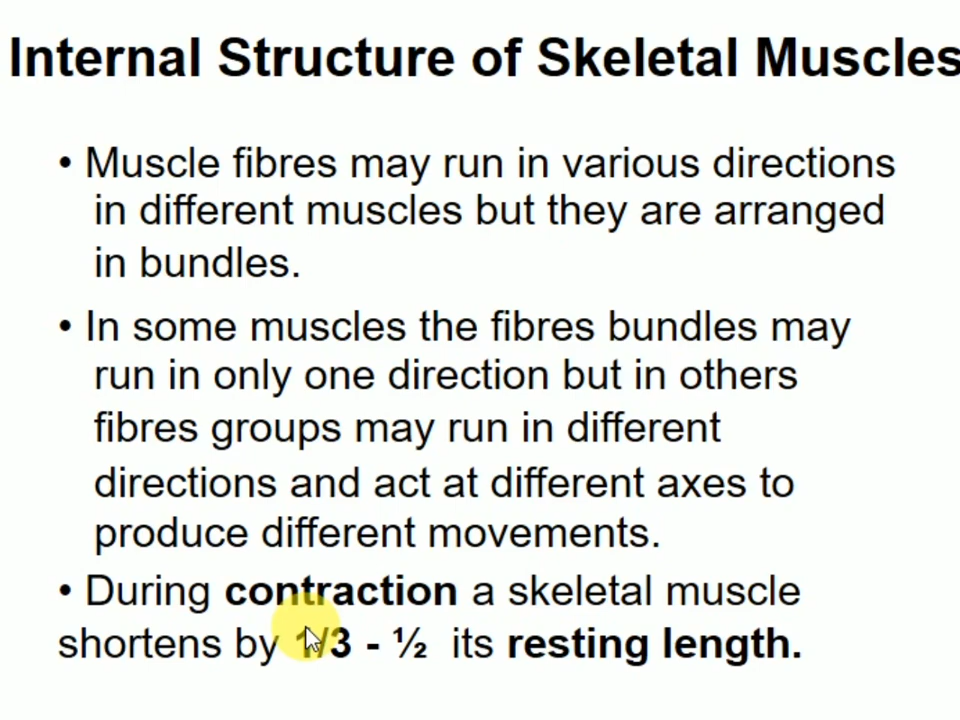 Internal Structure of Skeletal Muscles
• Muscle fibres may run in various directions
in different muscles but they are arranged
in bundles.
• In some muscles the fibres bundles may
run in only one direction but in others
fibres groups may run in different
directions and act at different axes to
produce different movements.
• During contraction a skeletal muscle
shortens by 1/3 - ½ its resting length.